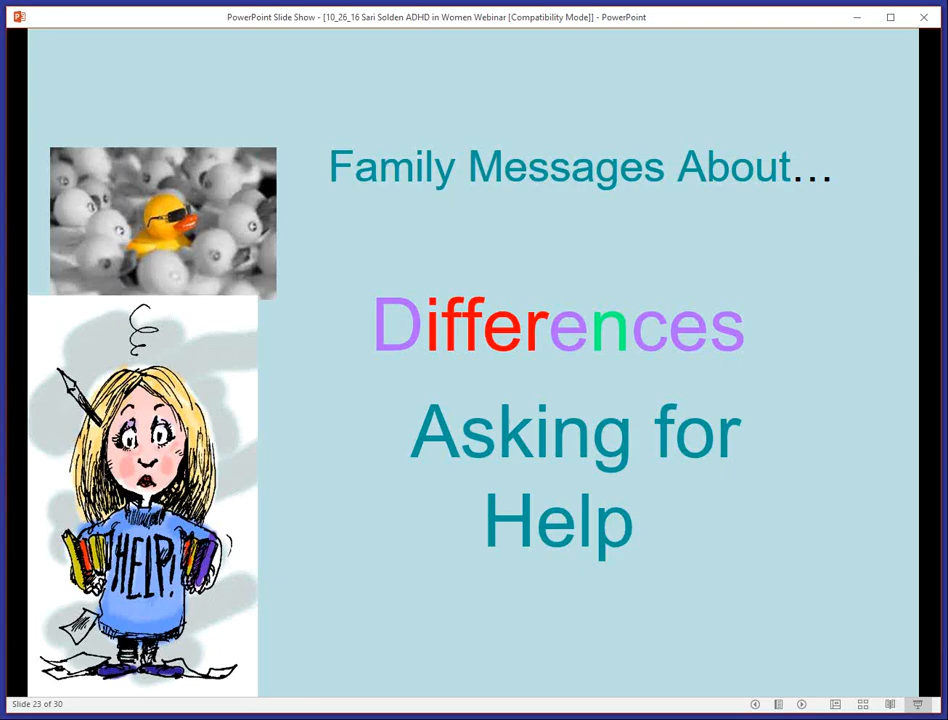 PowerPoint Slide Show - [10_26_16 Sari Solden ADHD in Women Webinar [Compatibility Mode]] - PowerPoint
Family Messages About...
Differences
Asking for
Help
HELP!
Slide 23 of 30